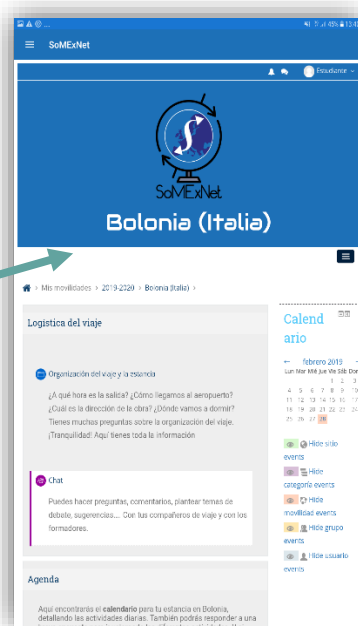 45% 13:43
SoMExNet
Estudiante
SoMExNet
Bolonia (Italia)
Mis movilidades 2019-2020 Bolonia (Italia)
Logística del viaje
Organización del viaje y la estancia
¿A qué hora es la salida? ¿Cómo llegamos al aeropuerto?
¿Cuál es la dirección de la obra? ¿Dónde vamos a dormir?
Tienes muchas preguntas sobre la organización del viaje.
¡Tranquilidad! Aquí tienes toda la información
Chat
Puedes hacer preguntas, comentarios, plantear temas de
debate, sugerencias.... Con tus compañeros de viaje y con los
formadores.
Agenda
Aquí encontrarás el calendario para tu estancia en Bolonia,
detallando las actividades diarias. También podrás responder a una
Calend
ario
← febrero 2019
Lun Mar Mié Jue Vie Sáb Dom
1 2 3
4 5 6 7 8 9 10
11 12 13 14 15 16 17
18 19 20 21 22 23 24
25 26 27 28
Hide sitio
events
Hide
categoría events
Hide
movilidad events
Hide grupo
events
Hide usuario
events